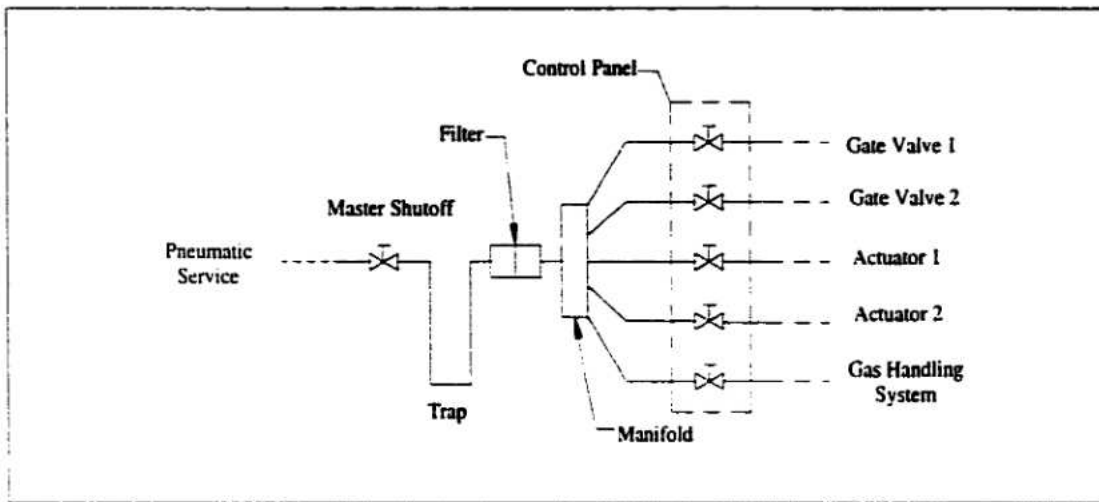 Control Panel
Filter
Gate Valve 1
Master Shutoff
Gate Valve 2
Pneumatic
Service
Actuator 1
Actuator 2
Gas Handling
System
Trap
Manifold